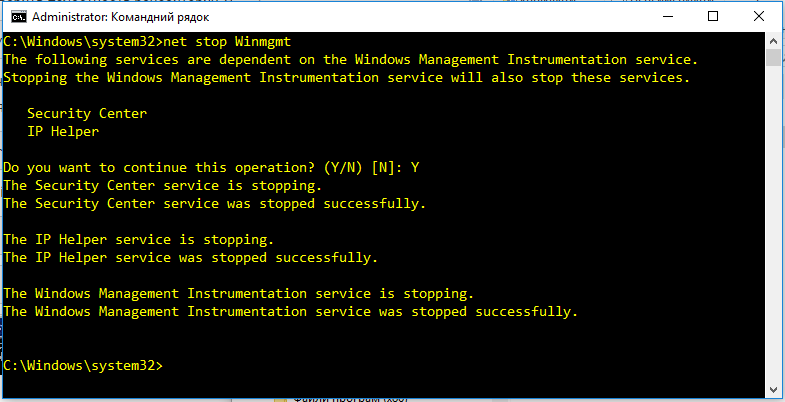 Administrator: Командний рядок
C:\Windows\system32>net stop Winmgmt
The following services are dependent on the Windows Management Instrumentation service.
Stopping the Windows Management Instrumentation service will also stop these services.
Security Center
IP Helper
Do you want to continue this operation? (Y/N) [N]: Y
The Security Center service is stopping.
The Security Center service was stopped successfully.
The IP Helper service is stopping.
The IP Helper service was stopped successfully.
The Windows Management Instrumentation service is stopping.
The Windows Management Instrumentation service was stopped successfully.
C:\Windows\system32>